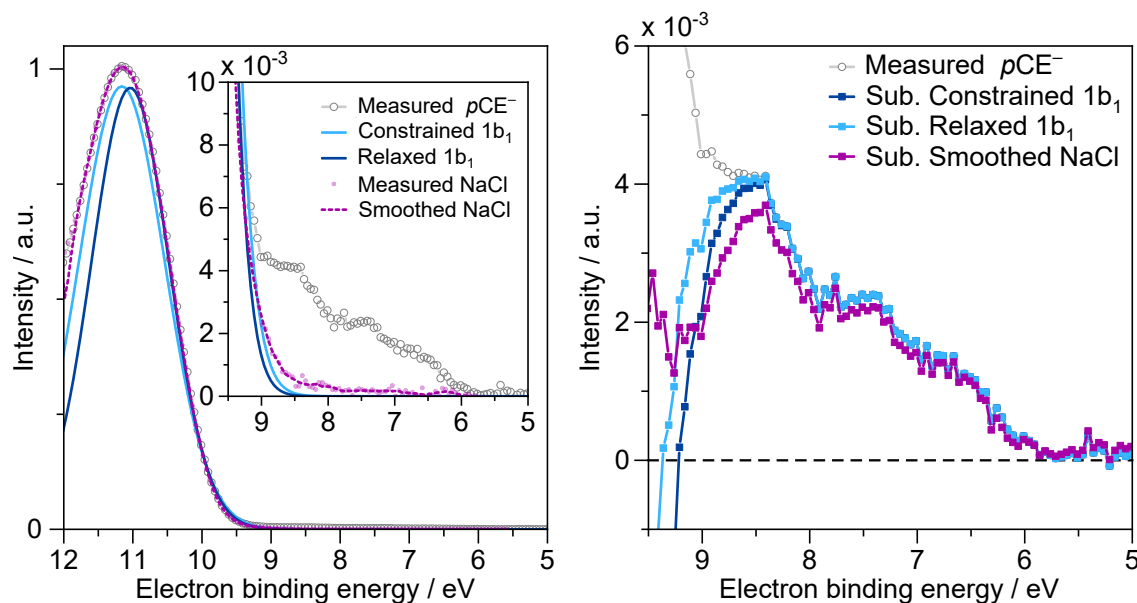 Intensity / a.u.
1
0
12 11 10 9 8 7 6 5
Electron binding energy / eV
x 10⁻³
10
8
6
4
2
0
9 8 7 6 5
Measured pCE⁻
Constrained 1b₁
Relaxed 1b₁
Measured NaCl
Smoothed NaCl
x 10⁻³
6
4
2
0
Intensity / a.u.
9 8 7 6 5
Electron binding energy / eV
Measured pCE⁻
Sub. Constrained 1b₁
Sub. Relaxed 1b₁
Sub. Smoothed NaCl